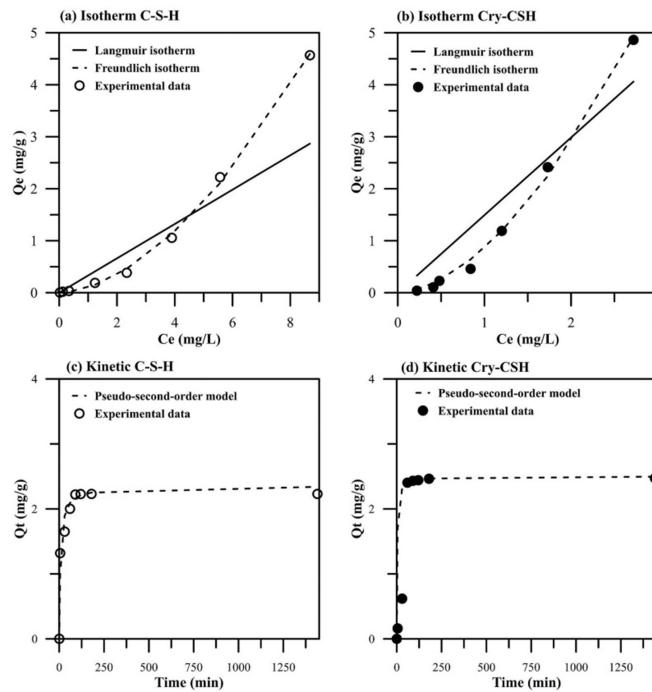 (a) Isotherm C-S-H
5
Langmuir isotherm
Freundlich isotherm
4
Experimental data
3
Qe (mg/g)
2
1
0
0 2 4 6 8
Ce (mg/L)
(b) Isotherm Cry-CSH
5
Langmuir isotherm
Freundlich isotherm
4
Experimental data
3
Qe (mg/g)
2
1
0
0 1 2
Ce (mg/L)
(c) Kinetic C-S-H
4
Pseudo-second-order model
Experimental data
Qt (mg/g)
2
0
0 250 500 750 1000 1250
Time (min)
(d) Kinetic Cry-CSH
4
Pseudo-second-order model
Experimental data
Qt (mg/g)
2
0
0 250 500 750 1000 1250
Time (min)